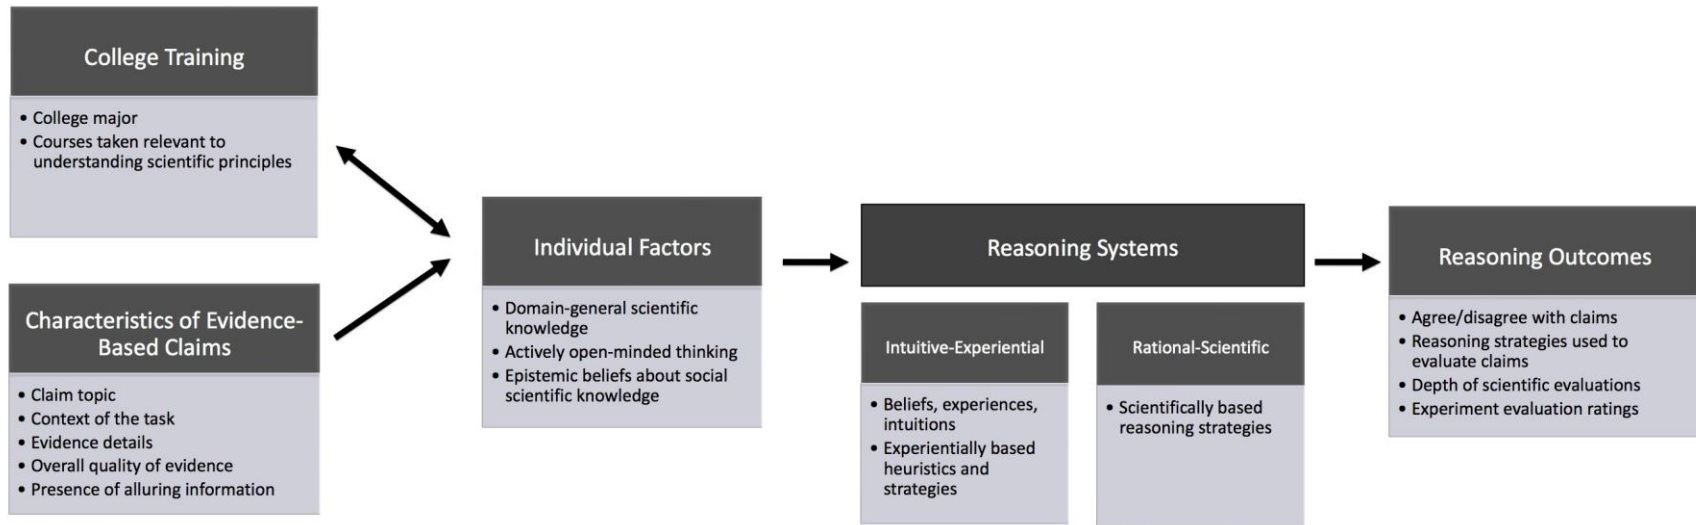 College Training
• College major
• Courses taken relevant to
understanding scientific principles
Characteristics of Evidence-
Based Claims
• Claim topic
• Context of the task
• Evidence details
• Overall quality of evidence
• Presence of alluring information
Individual Factors
• Domain-general scientific
knowledge
• Actively open-minded thinking
• Epistemic beliefs about social
scientific knowledge
Reasoning Systems
Intuitive-Experiential
• Beliefs, experiences,
intuitions
• Experientially based
heuristics and
strategies
Rational-Scientific
• Scientifically based
reasoning strategies
Reasoning Outcomes
• Agree/disagree with claims
• Reasoning strategies used to
evaluate claims
• Depth of scientific evaluations
• Experiment evaluation ratings